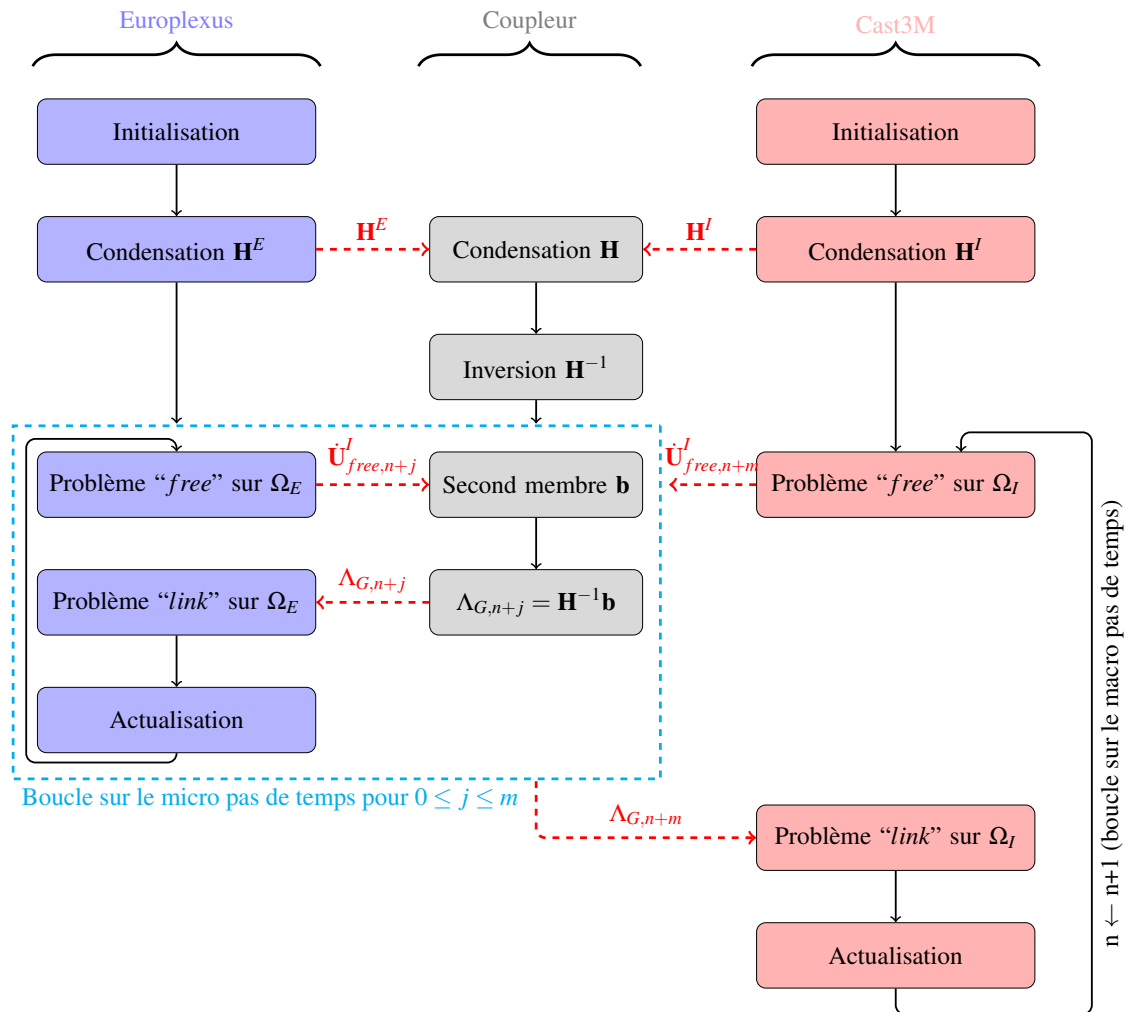 Europlexus
Coupleur
Cast3M
Initialisation
Initialisation
Condensation H^E
H^E
Condensation H
H^I
Condensation H^I
Inversion H^{-1}
Problème “free” sur Ω_E
U̇^I_{free,n+j}
Second membre b
U̇^I_{free,n+m}
Problème “free” sur Ω_I
Problème “link” sur Ω_E
Λ_{G,n+j}
Λ_{G,n+j} = H^{-1}b
Actualisation
Boucle sur le micro pas de temps pour 0 ≤ j ≤ m
Λ_{G,n+m}
Problème “link” sur Ω_I
Actualisation
n ← n+1 (boucle sur le macro pas de temps)